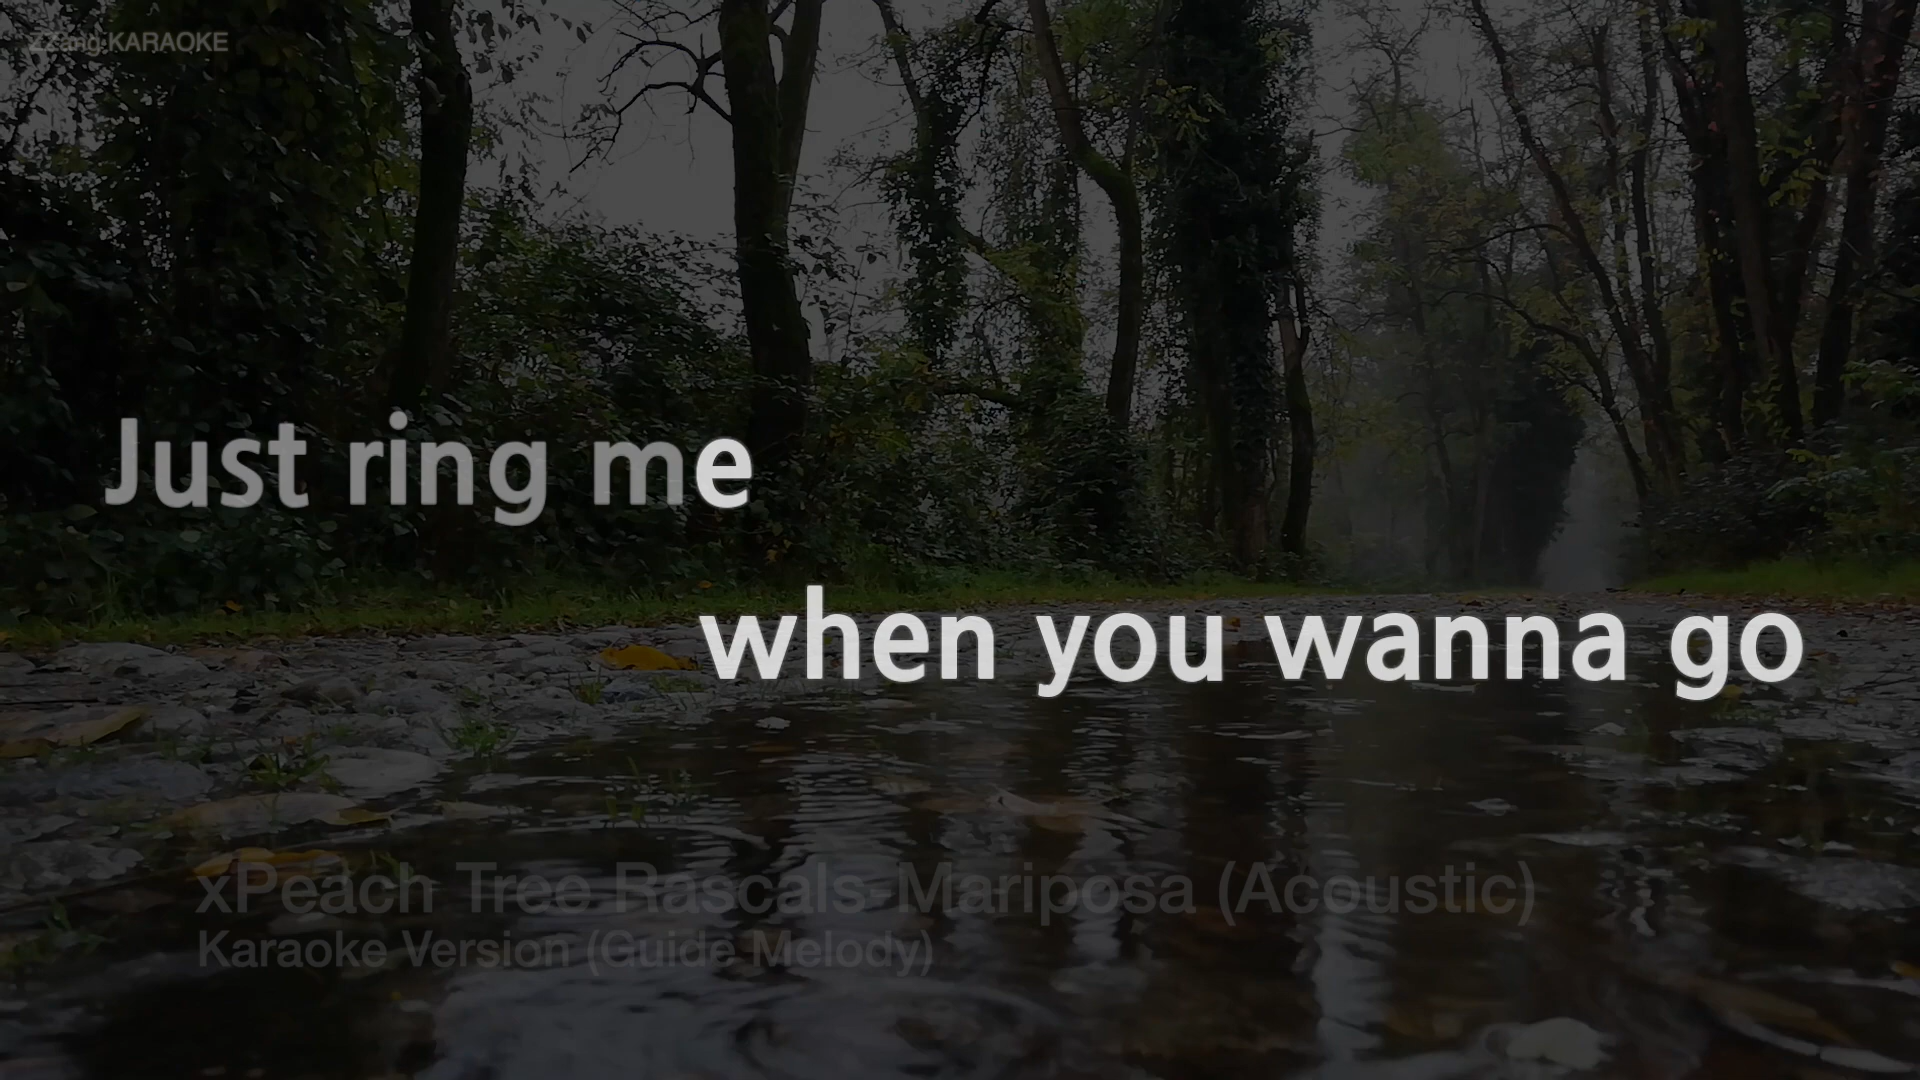 ZZang KARAOKE
Just ring me
when you wanna go
xPeach Tree Rascals-Mariposa (Acoustic)
Karaoke Version (Guide Melody)